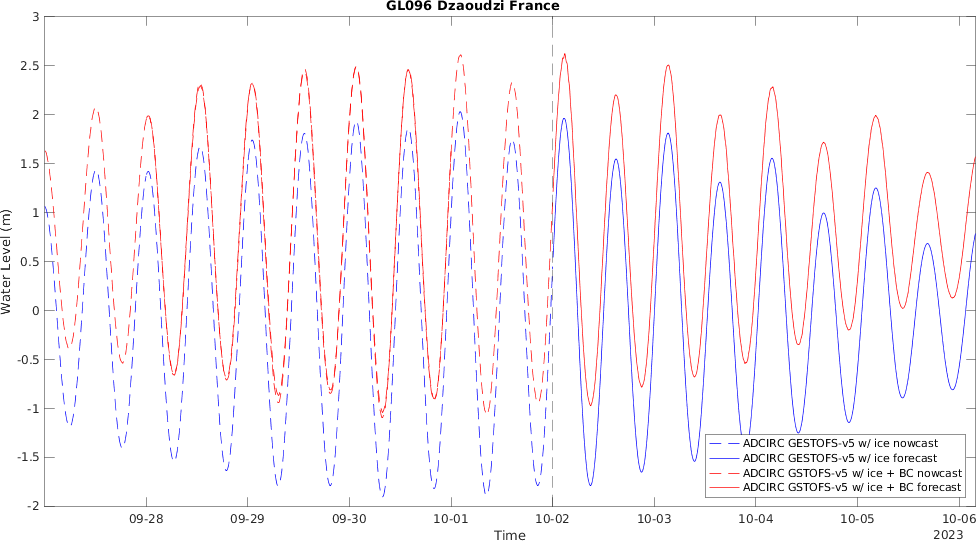 GL096 Dzaoudzi France
3
2.5
2
1.5
1
0.5
0
-0.5
-1
-1.5
-2
Water Level (m)
ADCIRC GESTOFS-v5 w/ ice nowcast
ADCIRC GESTOFS-v5 w/ ice forecast
ADCIRC GSTOFS-v5 w/ ice + BC nowcast
ADCIRC GSTOFS-v5 w/ ice + BC forecast
09-28 09-29 09-30 10-01 10-02 10-03 10-04 10-05 10-06
2023
Time